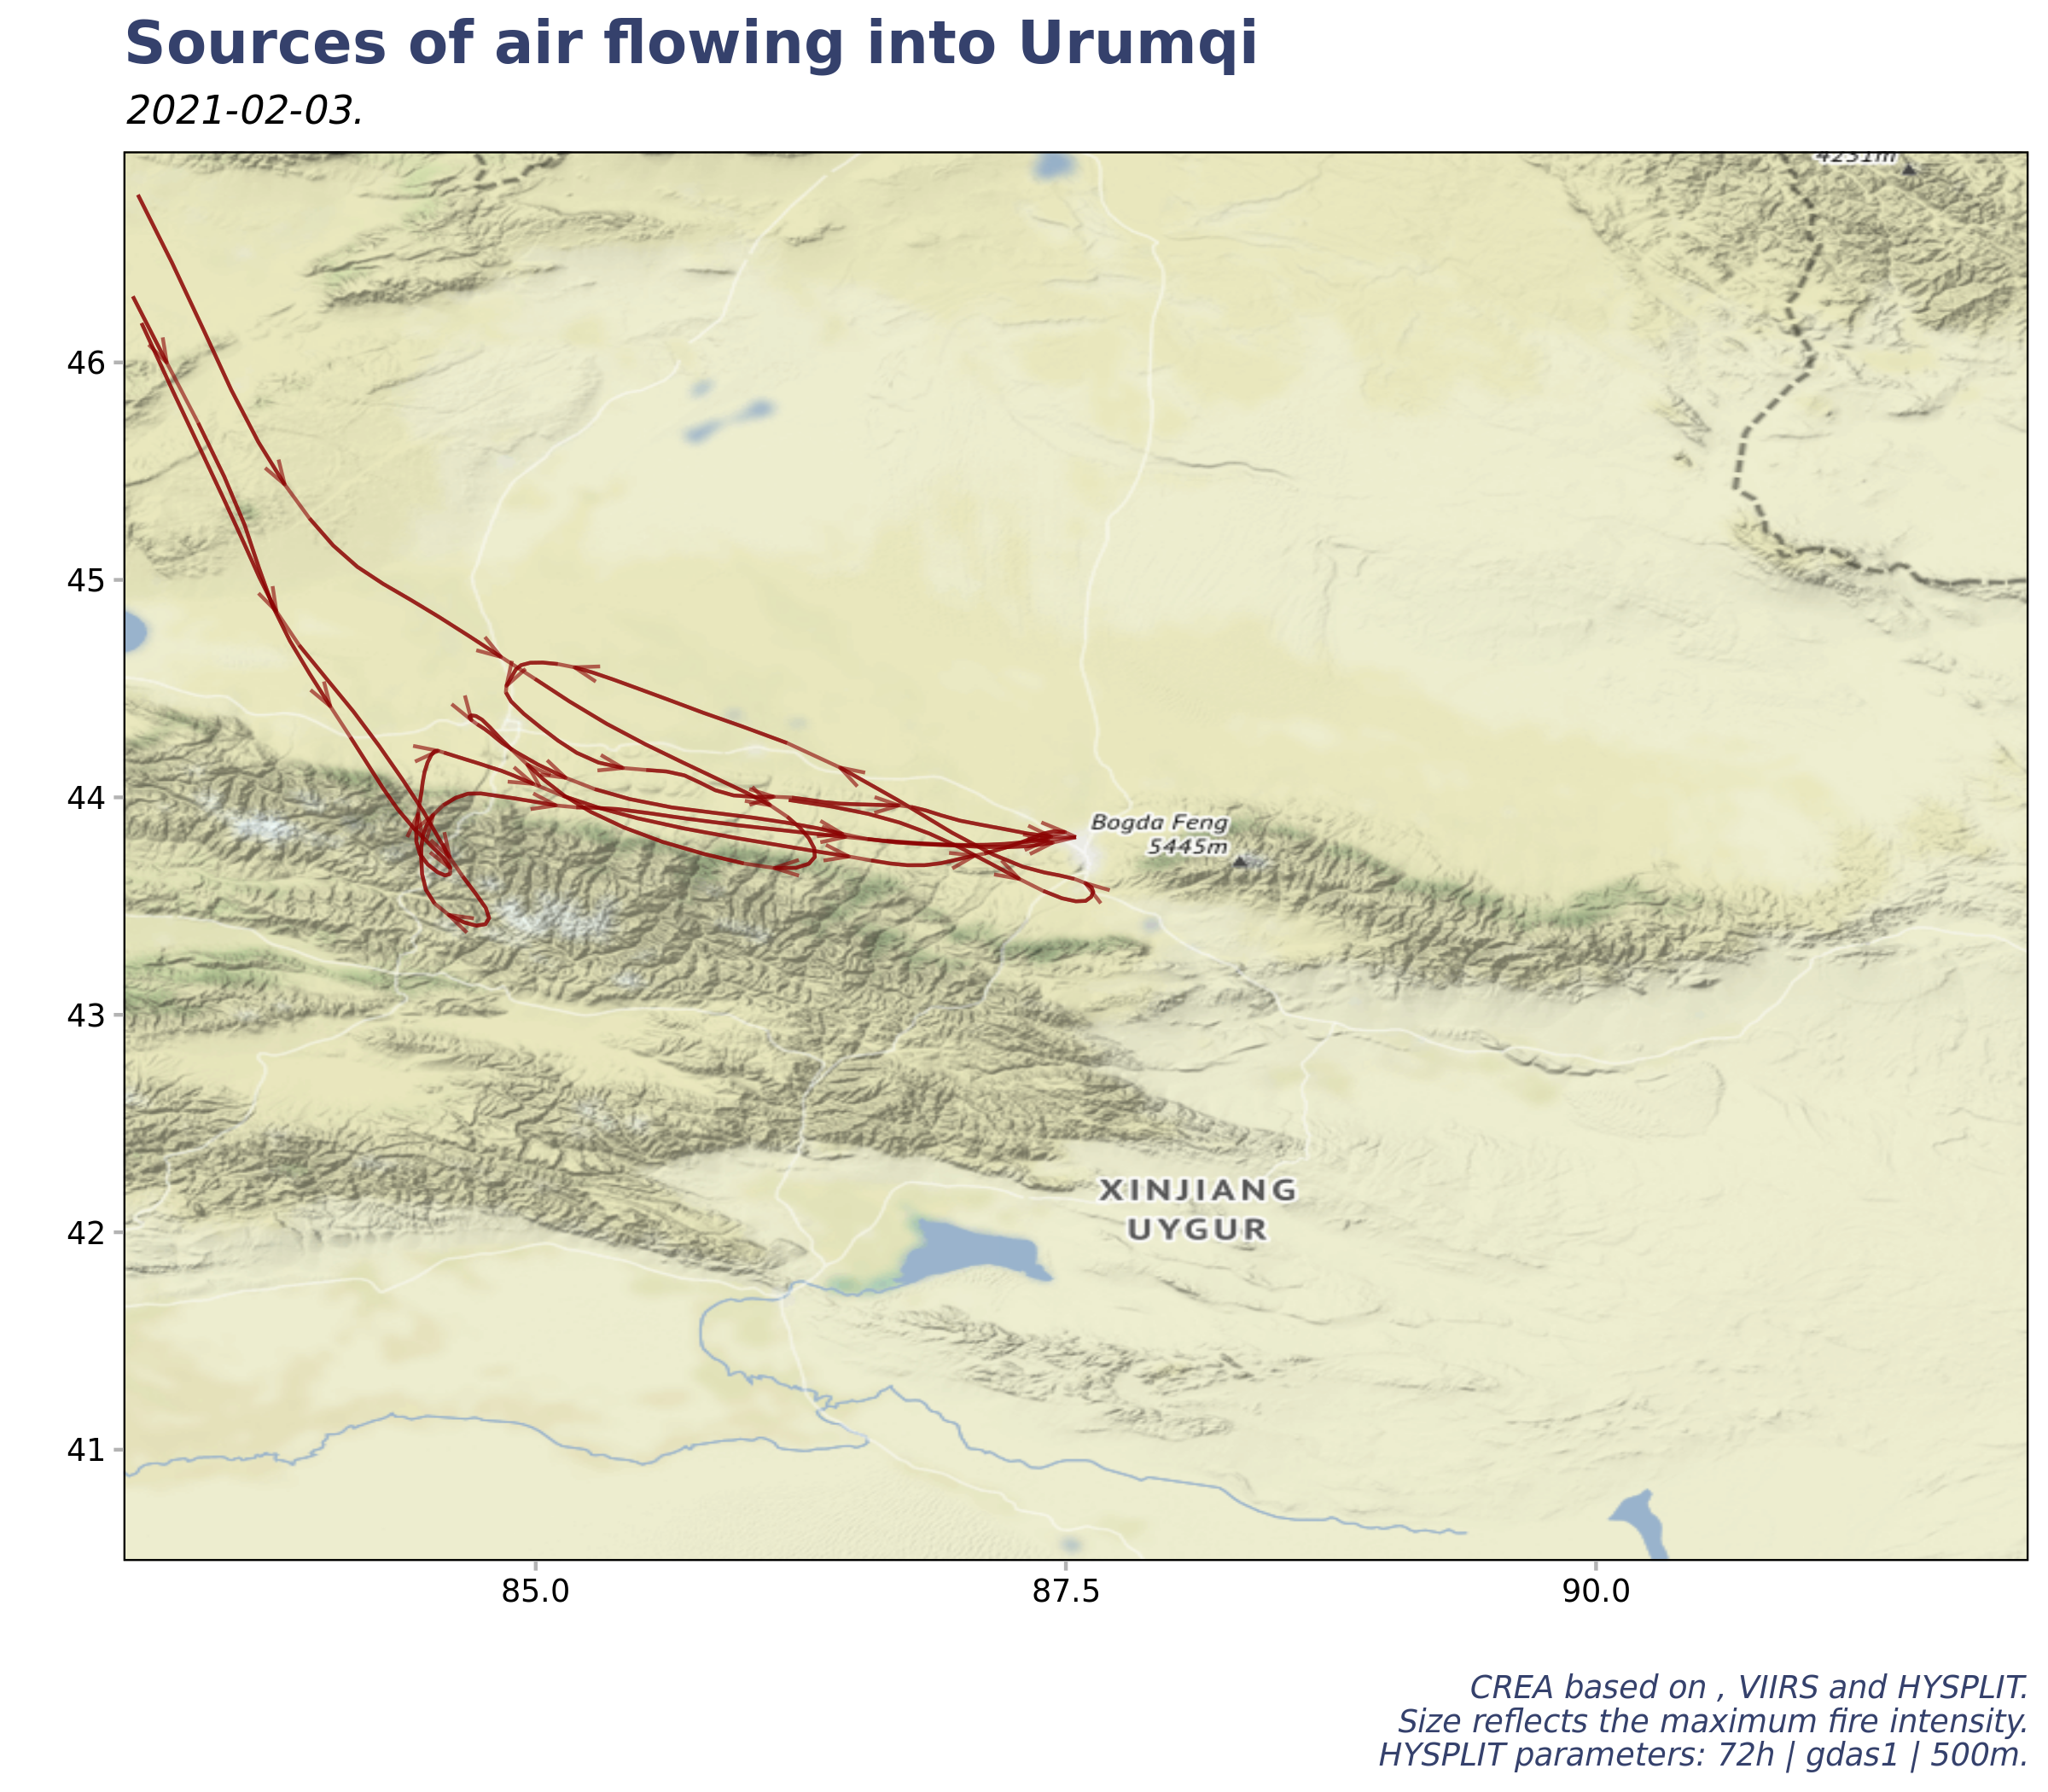 Sources of air flowing into Urumqi
2021-02-03.
4231m
46
45
44
43
42
41
Bogda Feng
5445m
XINJIANG
UYGUR
85.0
87.5
90.0
CREA based on , VIIRS and HYSPLIT.
Size reflects the maximum fire intensity.
HYSPLIT parameters: 72h | gdas1 | 500m.